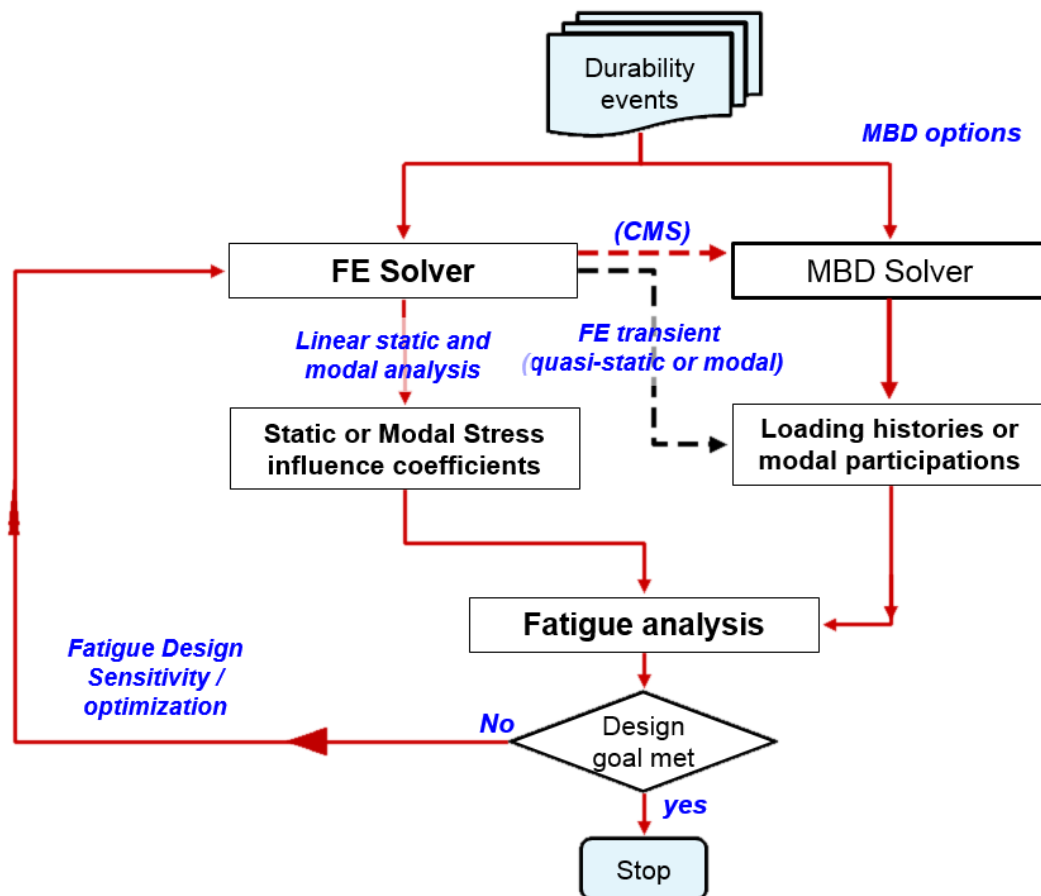 Durability
events
MBD options
(CMS)
FE Solver
MBD Solver
Linear static and
modal analysis
FE transient
(quasi-static or modal)
Static or Modal Stress
influence coefficients
Loading histories or
modal participations
Fatigue analysis
Fatigue Design
Sensitivity /
optimization
No
Design
goal met
yes
Stop